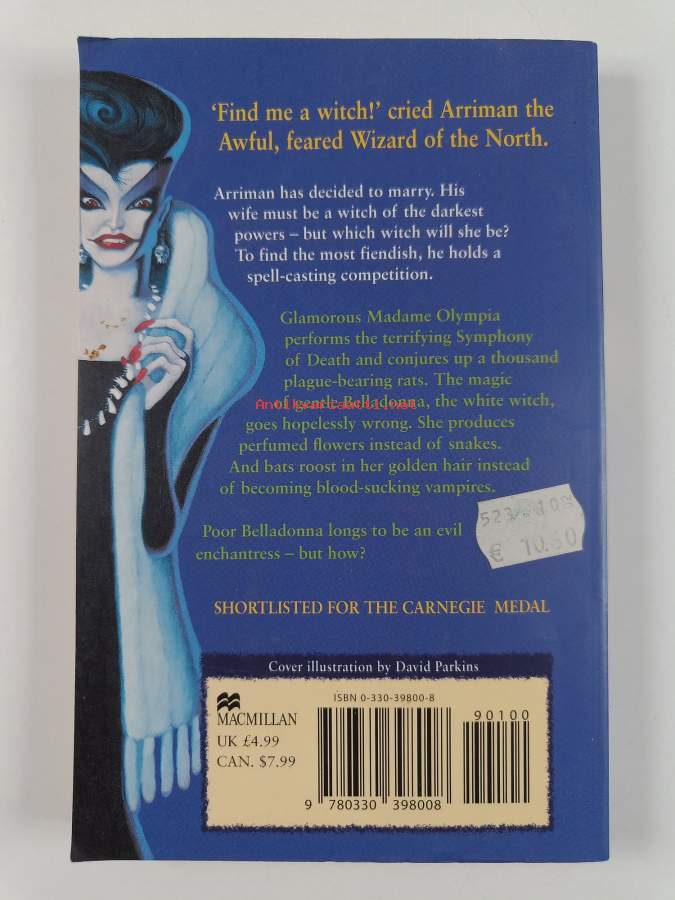 ‘Find me a witch!’ cried Arriman the
Awful, feared Wizard of the North.
Arriman has decided to marry. His
wife must be a witch of the darkest
powers – but which witch will she be?
To find the most fiendish, he holds a
spell-casting competition.
Glamorous Madame Olympia
performs the terrifying Symphony
of Death and conjures up a thousand
plague-bearing rats. The magic
of gentle Belladonna, the white witch,
goes hopelessly wrong. She produces
perfumed flowers instead of snakes.
And bats roost in her golden hair instead
of becoming blood-sucking vampires.
Poor Belladonna longs to be an evil
enchantress – but how?
SHORTLISTED FOR THE CARNEGIE MEDAL
Cover illustration by David Parkins
MACMILLAN
UK £4.99
CAN. $7.99
ISBN 0-330-39800-8
90100
9 780330 398008